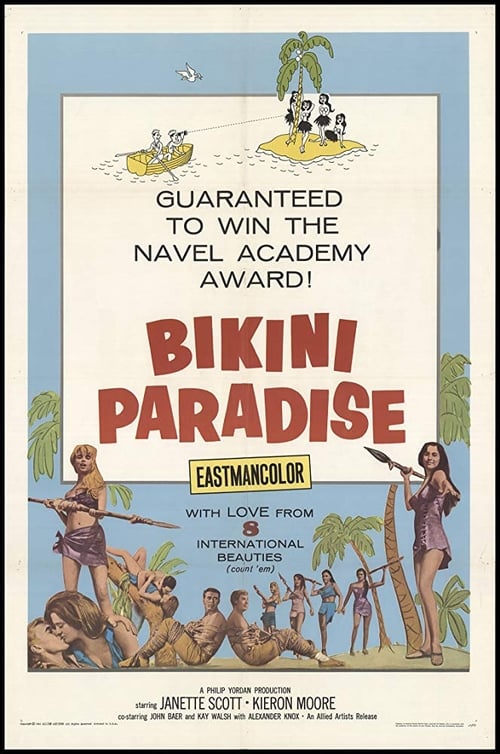 GUARANTEED
TO WIN THE
NAVEL ACADEMY
AWARD!
BIKINI
PARADISE
EASTMANCOLOR
WITH LOVE FROM
8
INTERNATIONAL
BEAUTIES
(count 'em)
A PHILIP YORDAN PRODUCTION
starring JANETTE SCOTT • KIERON MOORE
co-starring JOHN BAER and KAY WALSH with ALEXANDER KNOX • An Allied Artists Release